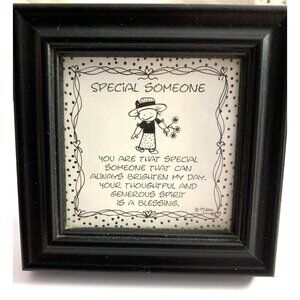 SPECIAL SOMEONE
YOU ARE THAT SPECIAL
SOMEONE THAT CAN
ALWAYS BRIGHTEN MY DAY.
YOUR THOUGHTFUL AND
GENEROUS SPIRIT
IS A BLESSING.